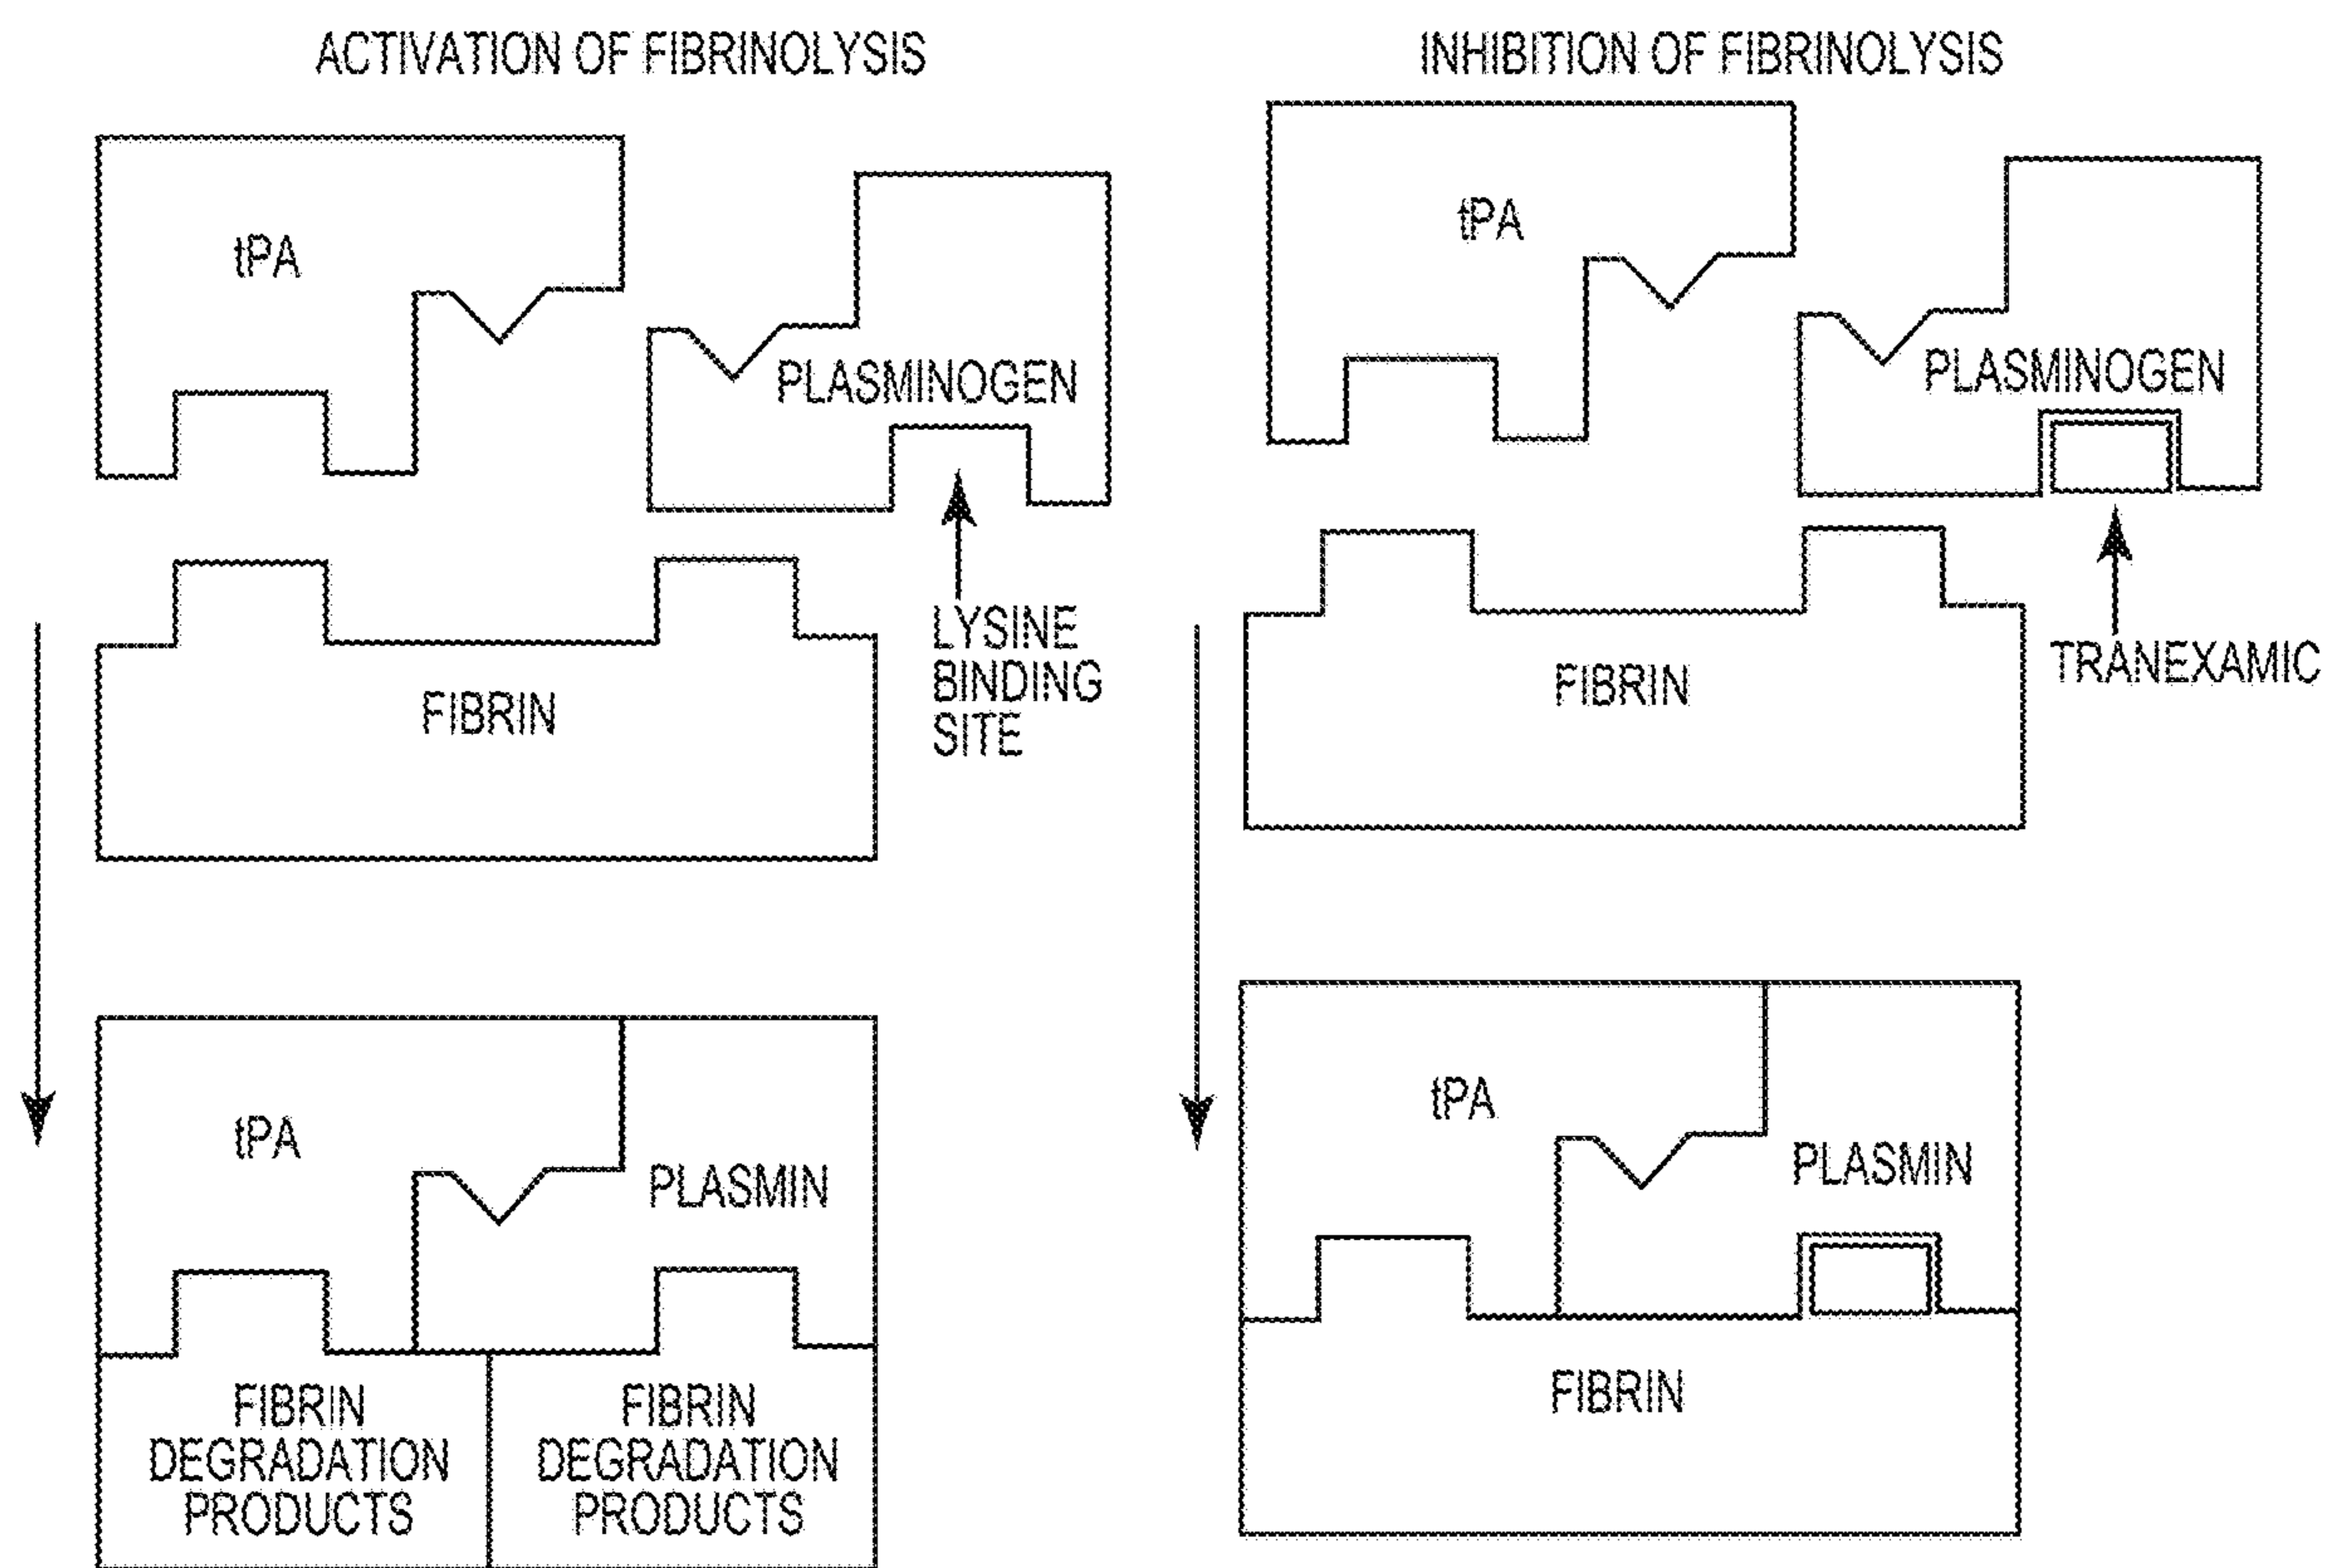 ACTIVATION OF FIBRINOLYSIS
tPA
PLASMINOGEN
LYSINE
BINDING
SITE
FIBRIN
tPA
PLASMIN
FIBRIN
DEGRADATION
PRODUCTS
FIBRIN
DEGRADATION
PRODUCTS
INHIBITION OF FIBRINOLYSIS
tPA
PLASMINOGEN
TRANEXAMIC
FIBRIN
tPA
PLASMIN
FIBRIN